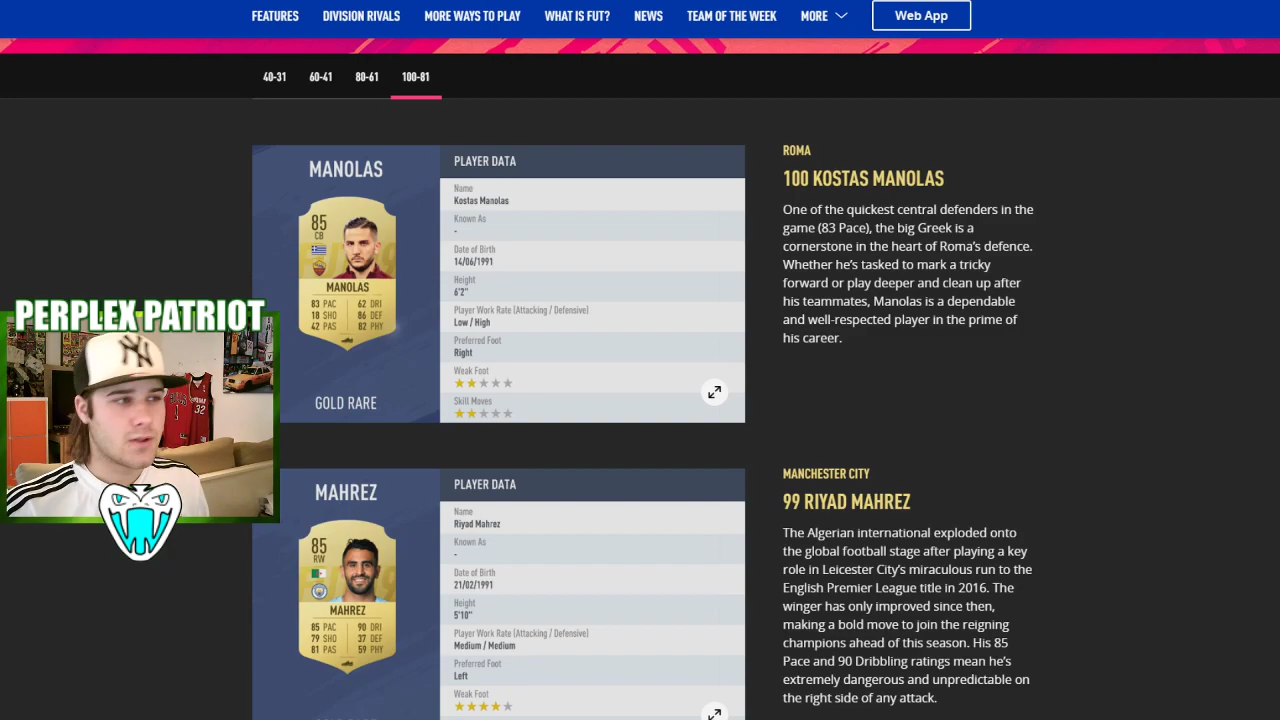 FEATURES
DIVISION RIVALS
MORE WAYS TO PLAY
WHAT IS FUT?
NEWS
TEAM OF THE WEEK
MORE
Web App
40-31
60-41
80-61
100-81
MANOLAS
85
CB
MANOLAS
83 PAC 62 DRI
18 SHO 86 DEF
42 PAS 82 PHY
GOLD RARE
PLAYER DATA
Name
Kostas Manolas
Known As
-
Date of Birth
14/06/1991
Height
6'2"
Player Work Rate (Attacking / Defensive)
Low / High
Preferred Foot
Right
Weak Foot
Skill Moves
ROMA
100 KOSTAS MANOLAS
One of the quickest central defenders in the
game (83 Pace), the big Greek is a
cornerstone in the heart of Roma's defence.
Whether he's tasked to mark a tricky
forward or play deeper and clean up after
his teammates, Manolas is a dependable
and well-respected player in the prime of
his career.
PERPLEX PATRIOT
BULLS
1
32
MAHREZ
85
RW
MAHREZ
85 PAC 90 DRI
79 SHO 37 DEF
81 PAS 59 PHY
PLAYER DATA
Name
Riyad Mahrez
Known As
-
Date of Birth
21/02/1991
Height
5'10"
Player Work Rate (Attacking / Defensive)
Medium / Medium
Preferred Foot
Left
Weak Foot
MANCHESTER CITY
99 RIYAD MAHREZ
The Algerian international exploded onto
the global football stage after playing a key
role in Leicester City's miraculous run to the
English Premier League title in 2016. The
winger has only improved since then,
making a bold move to join the reigning
champions ahead of this season. His 85
Pace and 90 Dribbling ratings mean he's
extremely dangerous and unpredictable on
the right side of any attack.